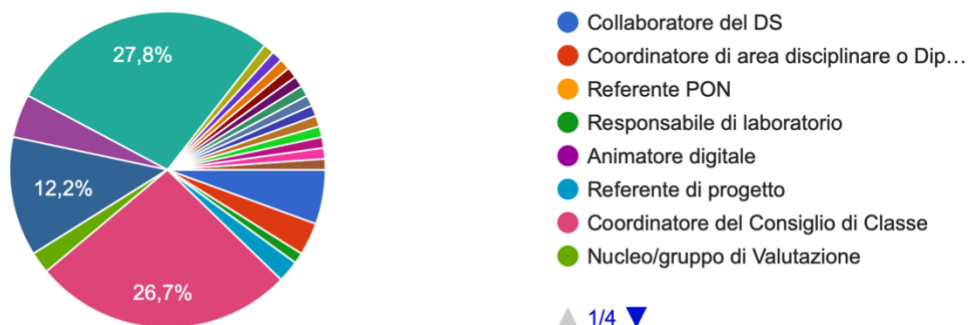 27,8%
12,2%
26,7%
Collaboratore del DS
Coordinatore di area disciplinare o Dip…
Referente PON
Responsabile di laboratorio
Animatore digitale
Referente di progetto
Coordinatore del Consiglio di Classe
Nucleo/gruppo di Valutazione
1/4